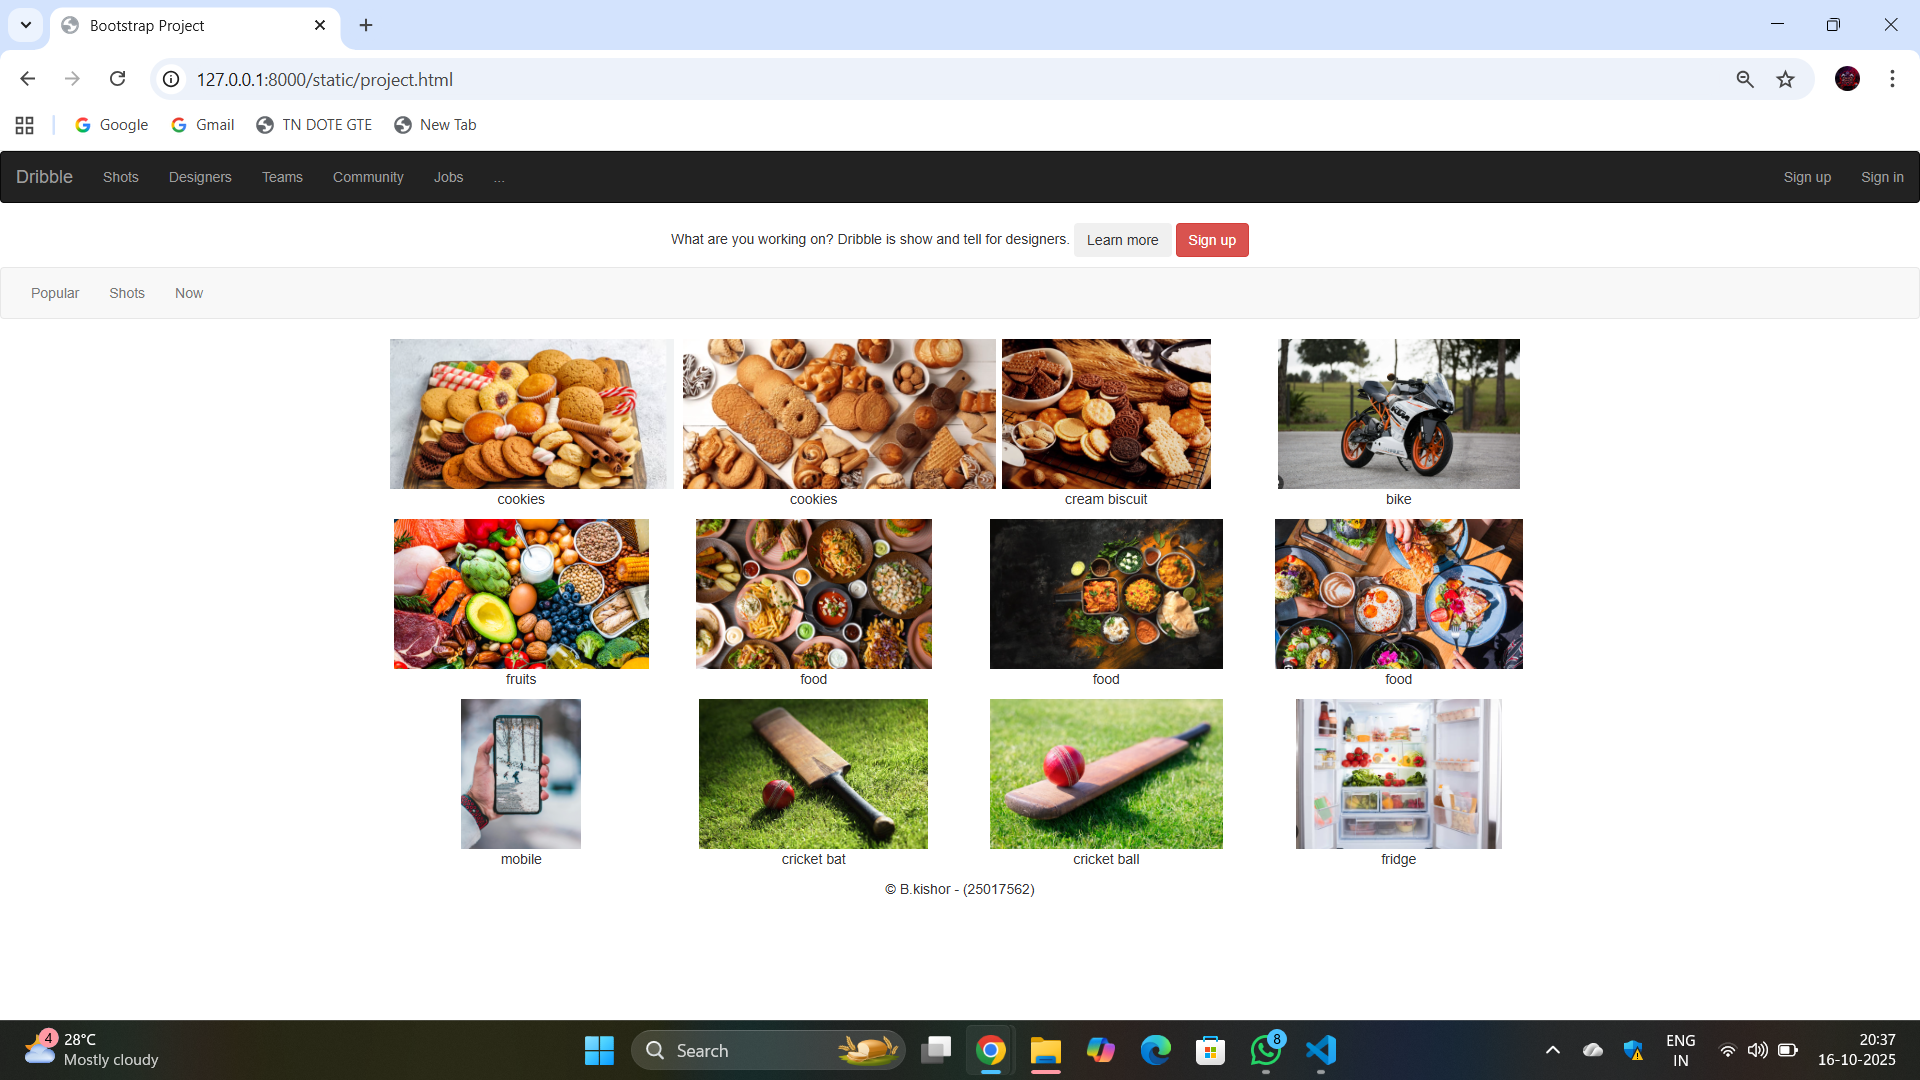 Bootstrap Project
127.0.0.1:8000/static/project.html
Google Gmail TN DOTE GTE New Tab
Dribble Shots Designers Teams Community Jobs ... Sign up Sign in
What are you working on? Dribble is show and tell for designers. Learn more Sign up
Popular Shots Now
cookies cookies cream biscuit bike
fruits food food food
mobile cricket bat cricket ball fridge
© B.kishor - (25017562)
4 28°C
Mostly cloudy
Search
8
ENG
IN
20:37
16-10-2025